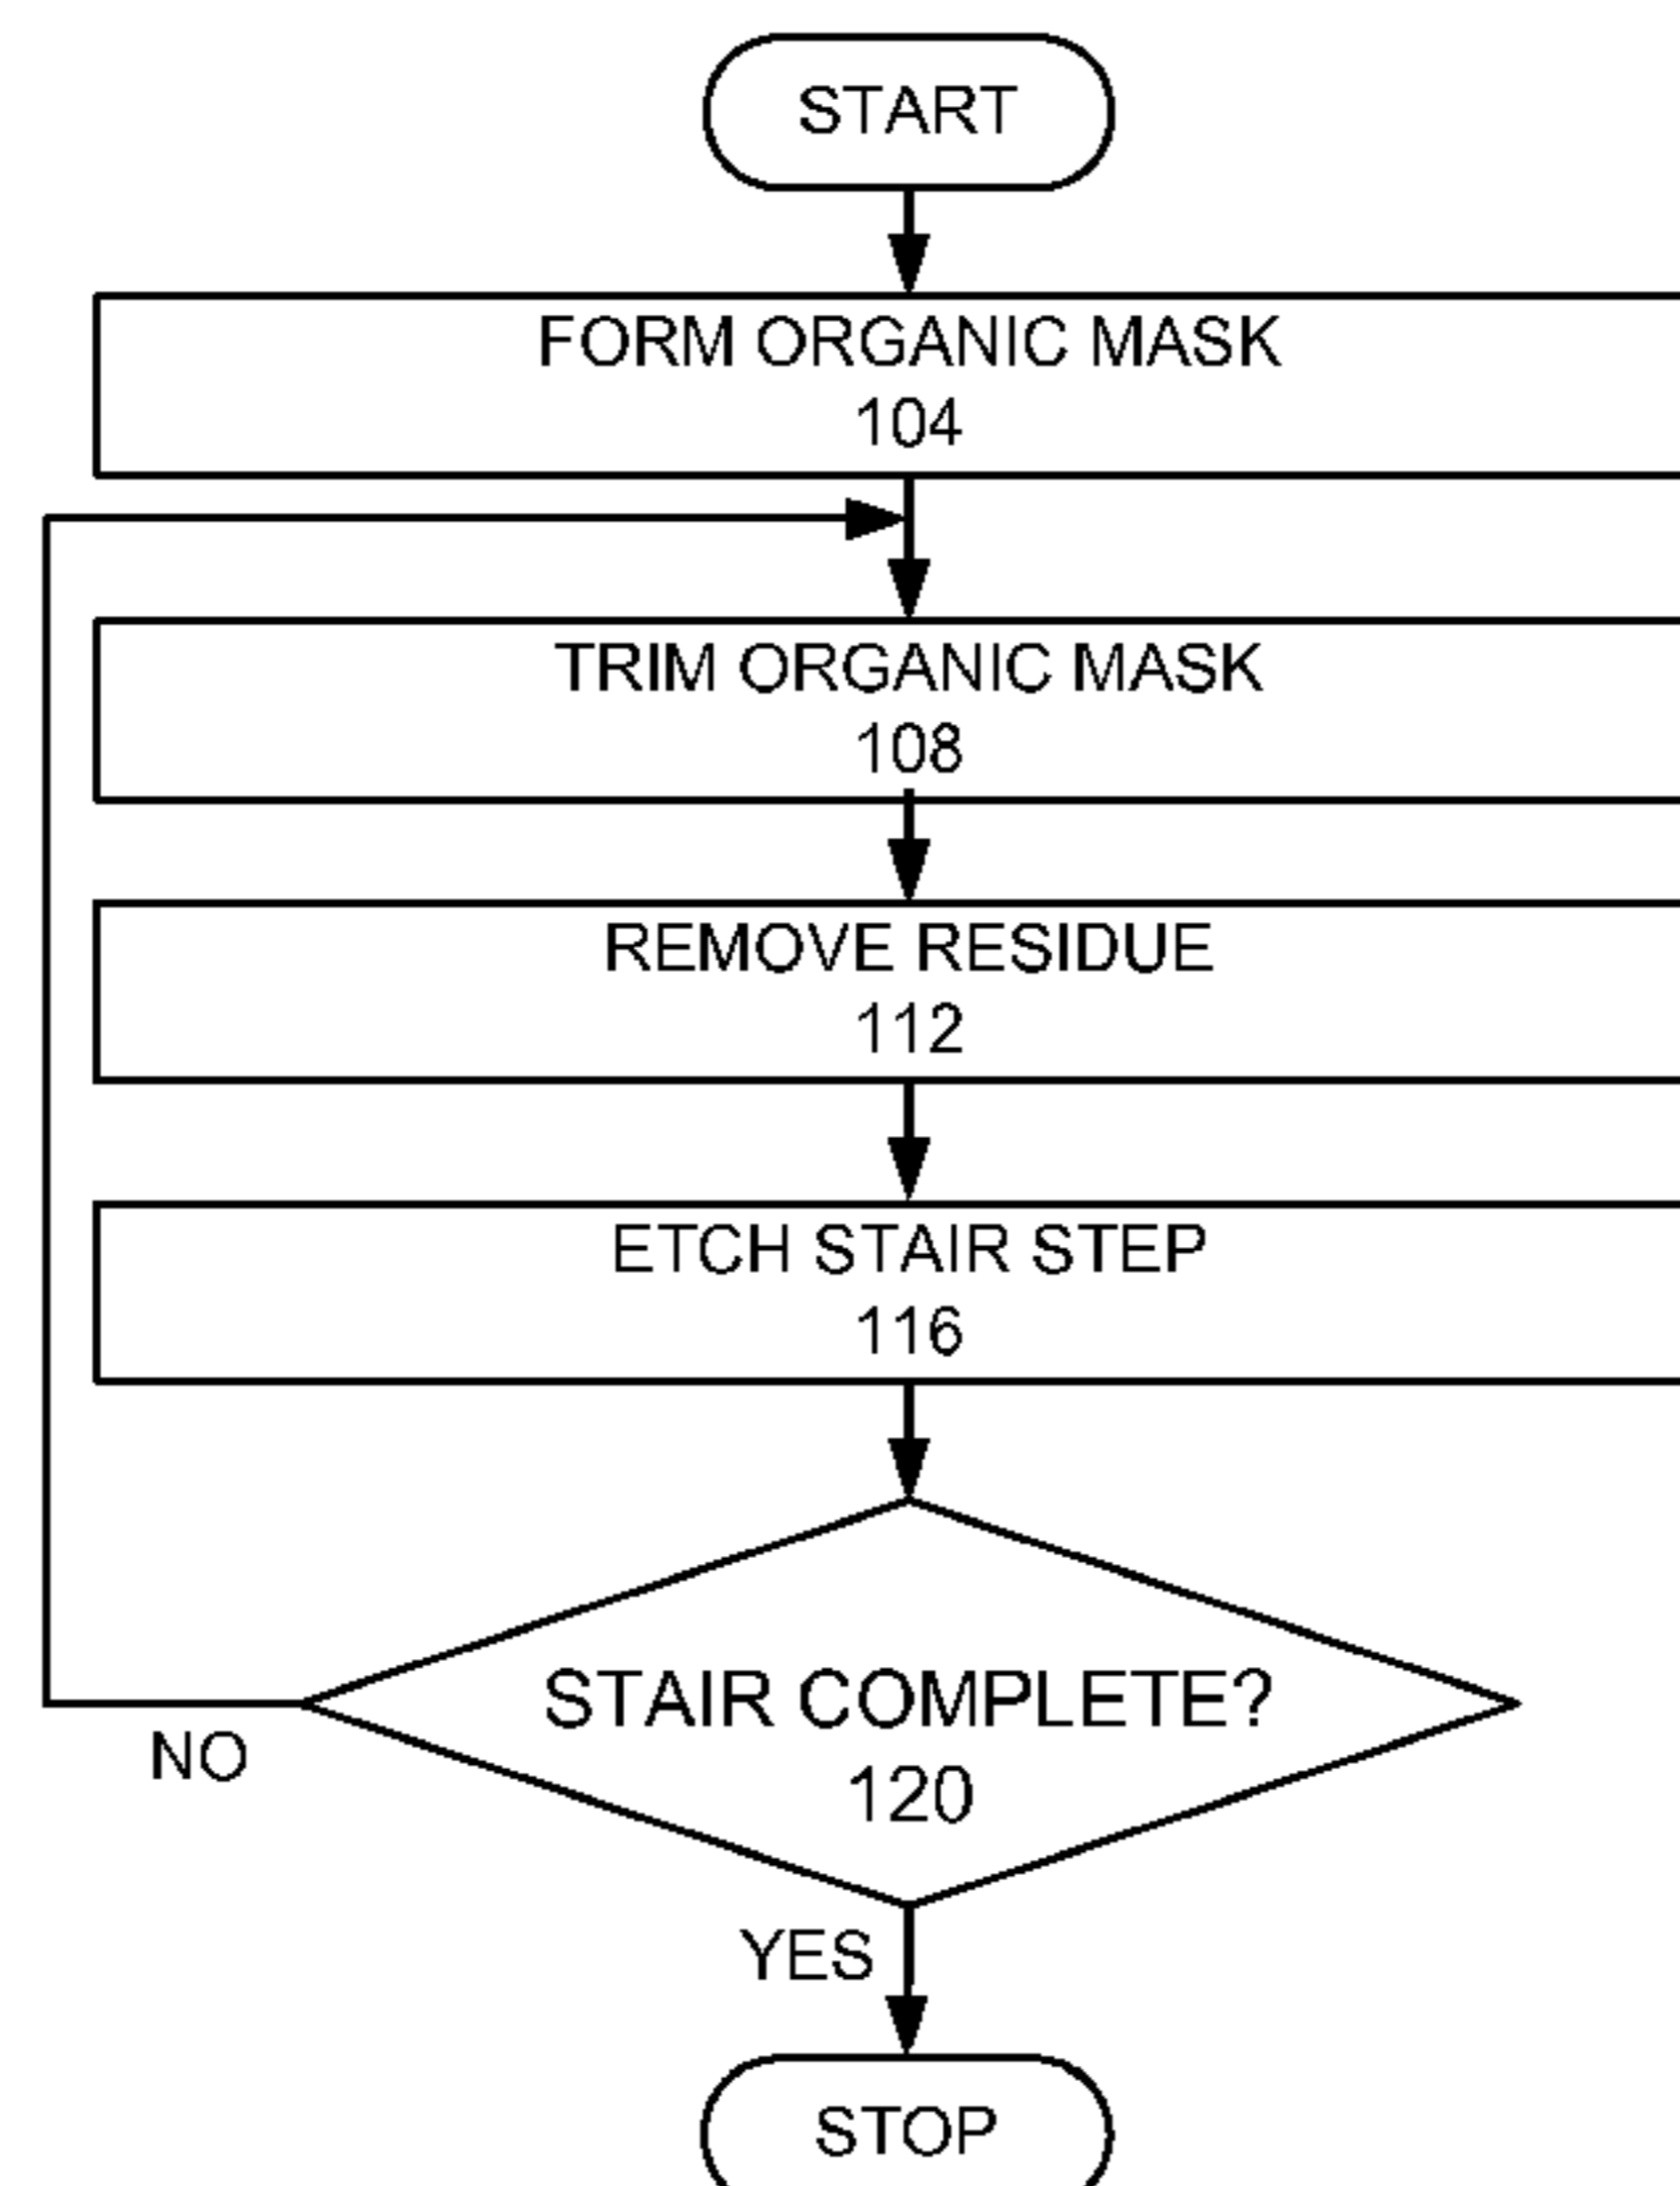 START
FORM ORGANIC MASK
104
TRIM ORGANIC MASK
108
REMOVE RESIDUE
112
ETCH STAIR STEP
116
STAIR COMPLETE?
120
NO
YES
STOP